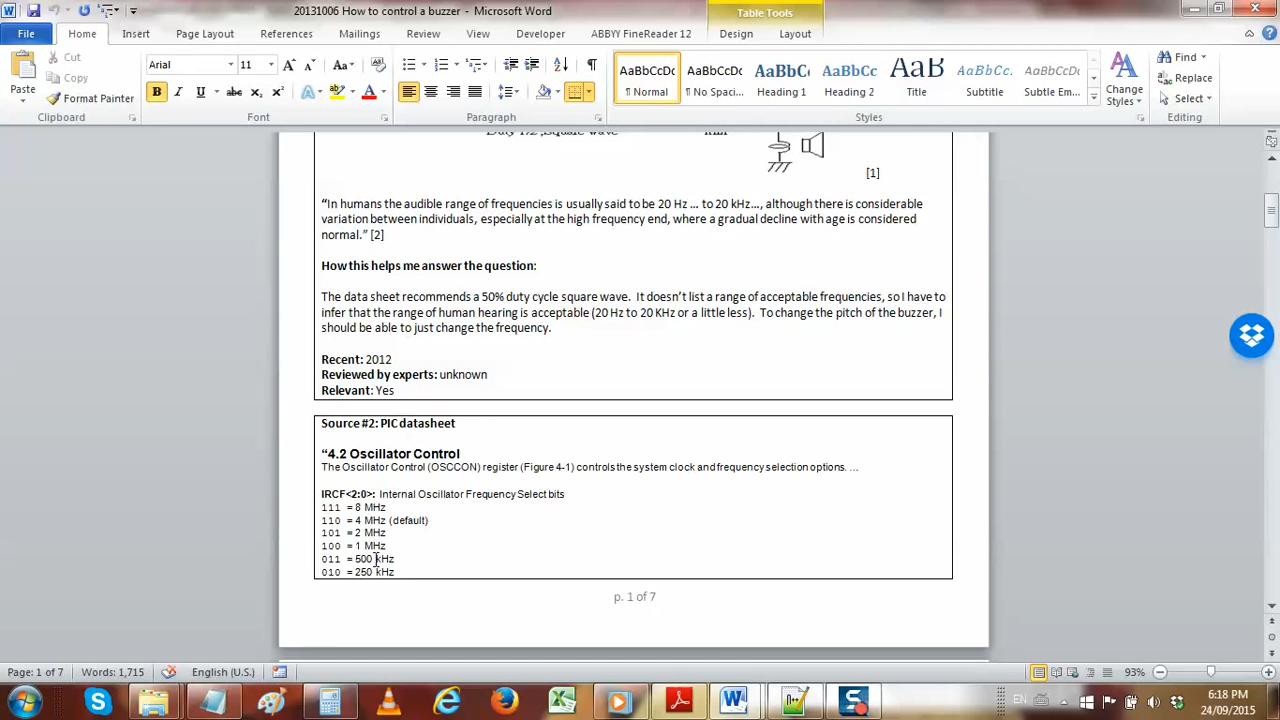 20131006 How to control a buzzer - Microsoft Word
Table Tools
File Home Insert Page Layout References Mailings Review View Developer ABBYY FineReader 12 Design Layout
Paste
Cut
Copy
Format Painter
Clipboard
Arial 11
Font
Paragraph
AaBbCcDc AaBbCcDc AaBbCc AaBbCc AaB AaBbCc. AaBbCcDc
¶ Normal ¶ No Spaci... Heading 1 Heading 2 Title Subtitle Subtle Em...
Change Styles
Styles
Find
Replace
Select
Editing
Duty 1/2 ,Square wave
[1]
“In humans the audible range of frequencies is usually said to be 20 Hz … to 20 kHz…, although there is considerable
variation between individuals, especially at the high frequency end, where a gradual decline with age is considered
normal.” [2]
How this helps me answer the question:
The data sheet recommends a 50% duty cycle square wave. It doesn’t list a range of acceptable frequencies, so I have to
infer that the range of human hearing is acceptable (20 Hz to 20 KHz or a little less). To change the pitch of the buzzer, I
should be able to just change the frequency.
Recent: 2012
Reviewed by experts: unknown
Relevant: Yes
Source #2: PIC datasheet
“4.2 Oscillator Control
The Oscillator Control (OSCCON) register (Figure 4-1) controls the system clock and frequency selection options. …
IRCF<2:0>: Internal Oscillator Frequency Select bits
111 = 8 MHz
110 = 4 MHz (default)
101 = 2 MHz
100 = 1 MHz
011 = 500 kHz
010 = 250 kHz
p. 1 of 7
Page: 1 of 7 Words: 1,715 English (U.S.) 93%
EN
6:18 PM
24/09/2015